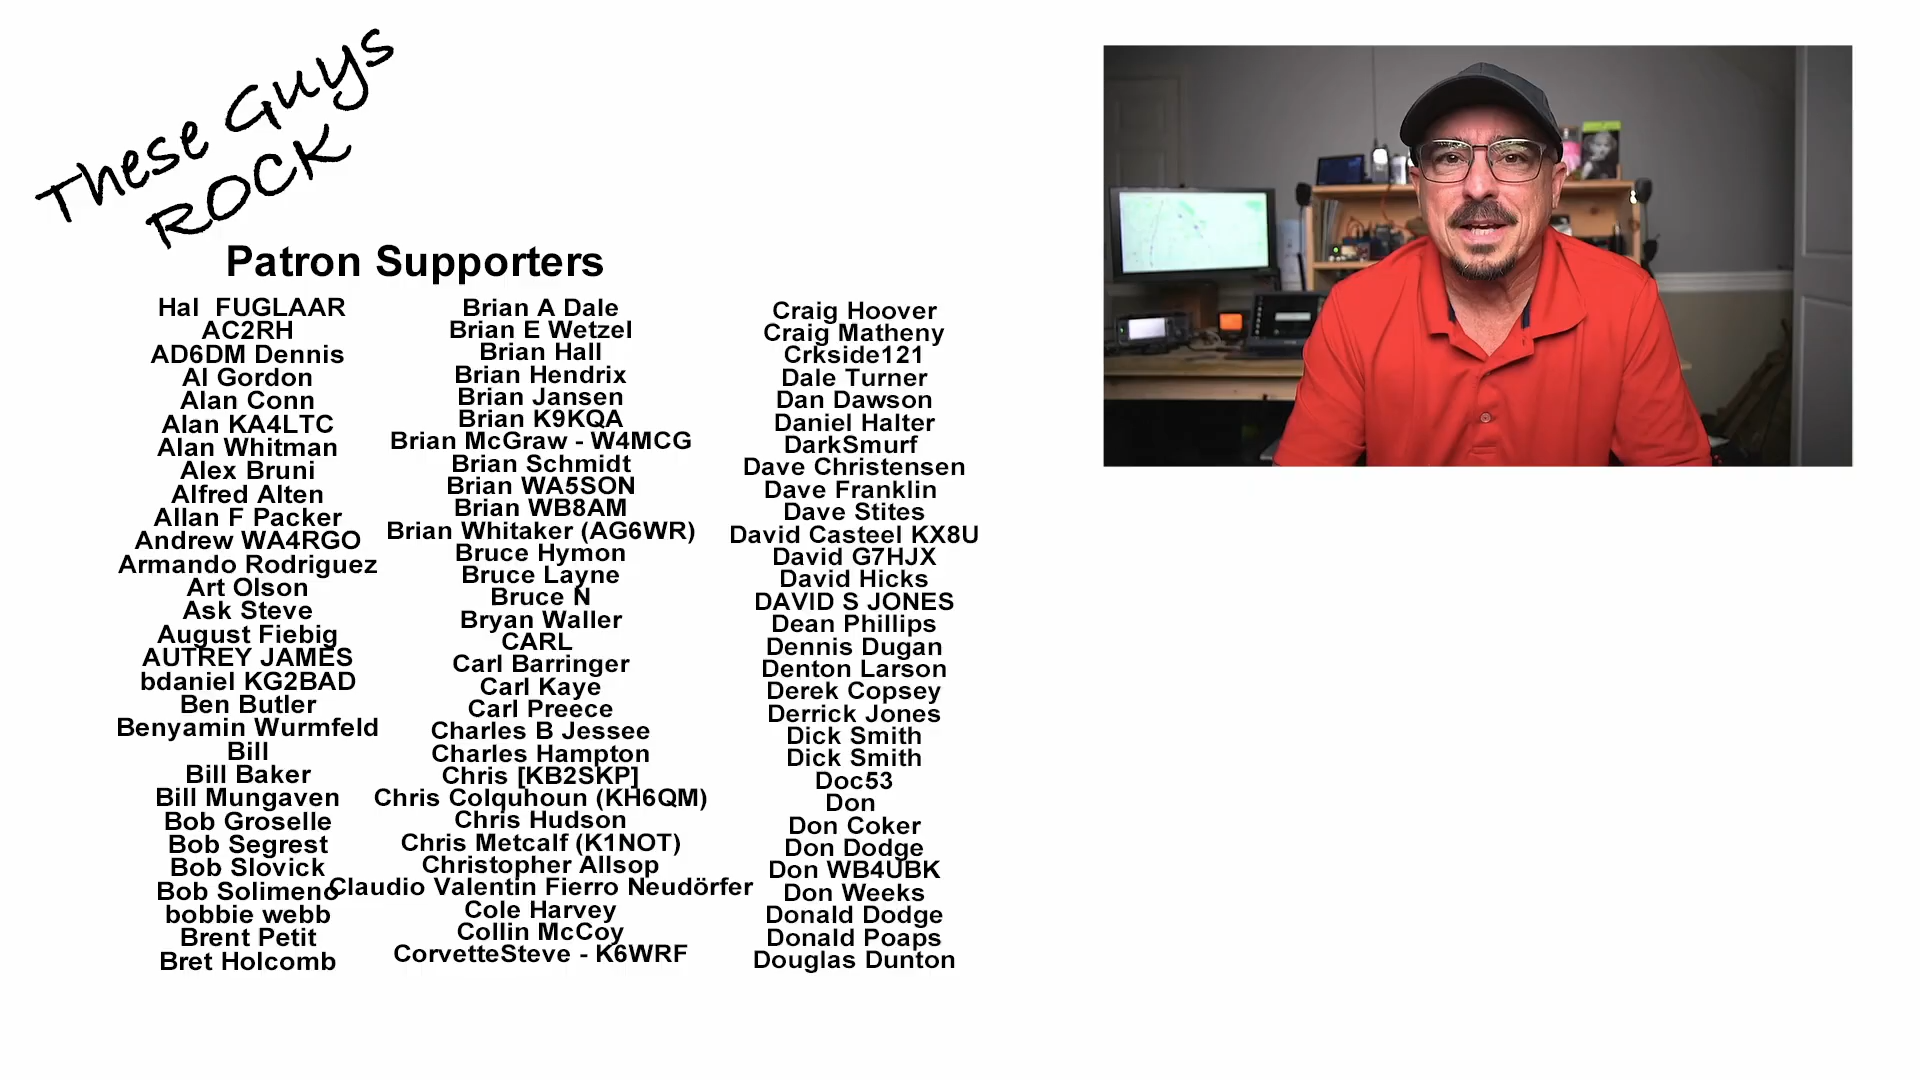 These Guys
ROCK
Patron Supporters
Hal  FUGLAAR
AC2RH
AD6DM Dennis
Al Gordon
Alan Conn
Alan KA4LTC
Alan Whitman
Alex Bruni
Alfred Alten
Allan F Packer
Andrew WA4RGO
Armando Rodriguez
Art Olson
Ask Steve
August Fiebig
AUTREY JAMES
bdaniel KG2BAD
Ben Butler
Benyamin Wurmfeld
Bill
Bill Baker
Bill Mungaven
Bob Groselle
Bob Segrest
Bob Slovick
Bob Solimeno
bobbie webb
Brent Petit
Bret Holcomb
Brian A Dale
Brian E Wetzel
Brian Hall
Brian Hendrix
Brian Jansen
Brian K9KQA
Brian McGraw - W4MCG
Brian Schmidt
Brian WA5SON
Brian WB8AM
Brian Whitaker (AG6WR)
Bruce Hymon
Bruce Layne
Bruce N
Bryan Waller
CARL
Carl Barringer
Carl Kaye
Carl Preece
Charles B Jessee
Charles Hampton
Chris [KB2SKP]
Chris Colquhoun (KH6QM)
Chris Hudson
Chris Metcalf (K1NOT)
Christopher Allsop
Claudio Valentin Fierro Neudörfer
Cole Harvey
Collin McCoy
CorvetteSteve - K6WRF
Craig Hoover
Craig Matheny
Crkside121
Dale Turner
Dan Dawson
Daniel Halter
DarkSmurf
Dave Christensen
Dave Franklin
Dave Stites
David Casteel KX8U
David G7HJX
David Hicks
DAVID S JONES
Dean Phillips
Dennis Dugan
Denton Larson
Derek Copsey
Derrick Jones
Dick Smith
Dick Smith
Doc53
Don
Don Coker
Don Dodge
Don WB4UBK
Don Weeks
Donald Dodge
Donald Poaps
Douglas Dunton